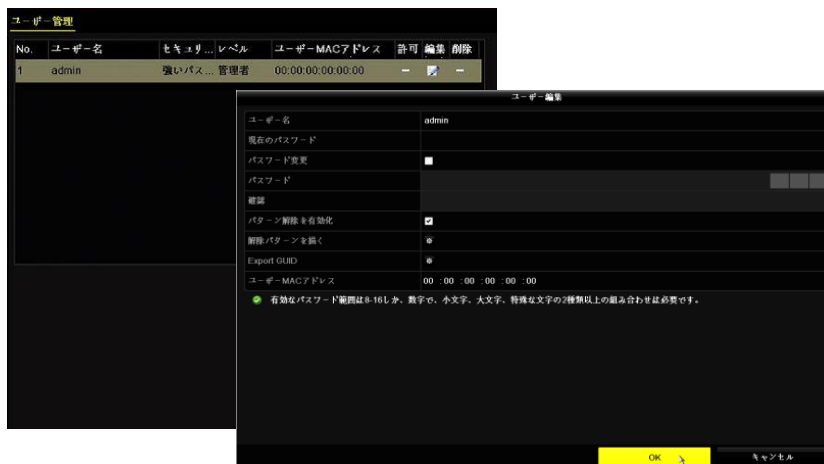 ユーザー管理
No. ユーザー名 セキュリ... レベル ユーザーMACアドレス 許可 編集 削除
1 admin 強いパス... 管理者 00:00:00:00:00:00 − −
ユーザー編集
ユーザー名 admin
現在のパスワード
パスワード変更
パスワード
確認
パターン解除を有効化
解除パターンを描く
Export GUID
ユーザーMACアドレス 00 :00 :00 :00 :00 :00
有効なパスワード範囲は8-16しか、数字で、小文字、大文字、特殊な文字の2種類以上の組み合わせは必要です。
OK キャンセル